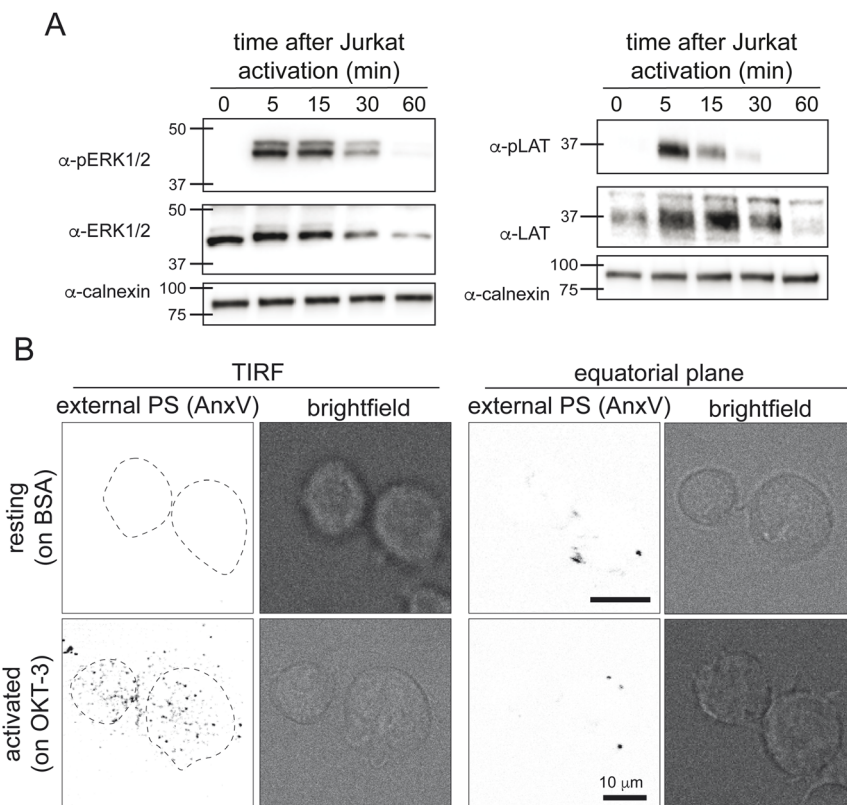 A
time after Jurkat
activation (min)
0 5 15 30 60
50
α-pERK1/2
37
50
α-ERK1/2
37
100
α-calnexin
75
time after Jurkat
activation (min)
0 5 15 30 60
α-pLAT 37
37
α-LAT
100
α-calnexin 75
B
TIRF
equatorial plane
external PS (AnxV)
brightfield
external PS (AnxV)
brightfield
resting
(on BSA)
activated
(on OKT-3)
10 μm